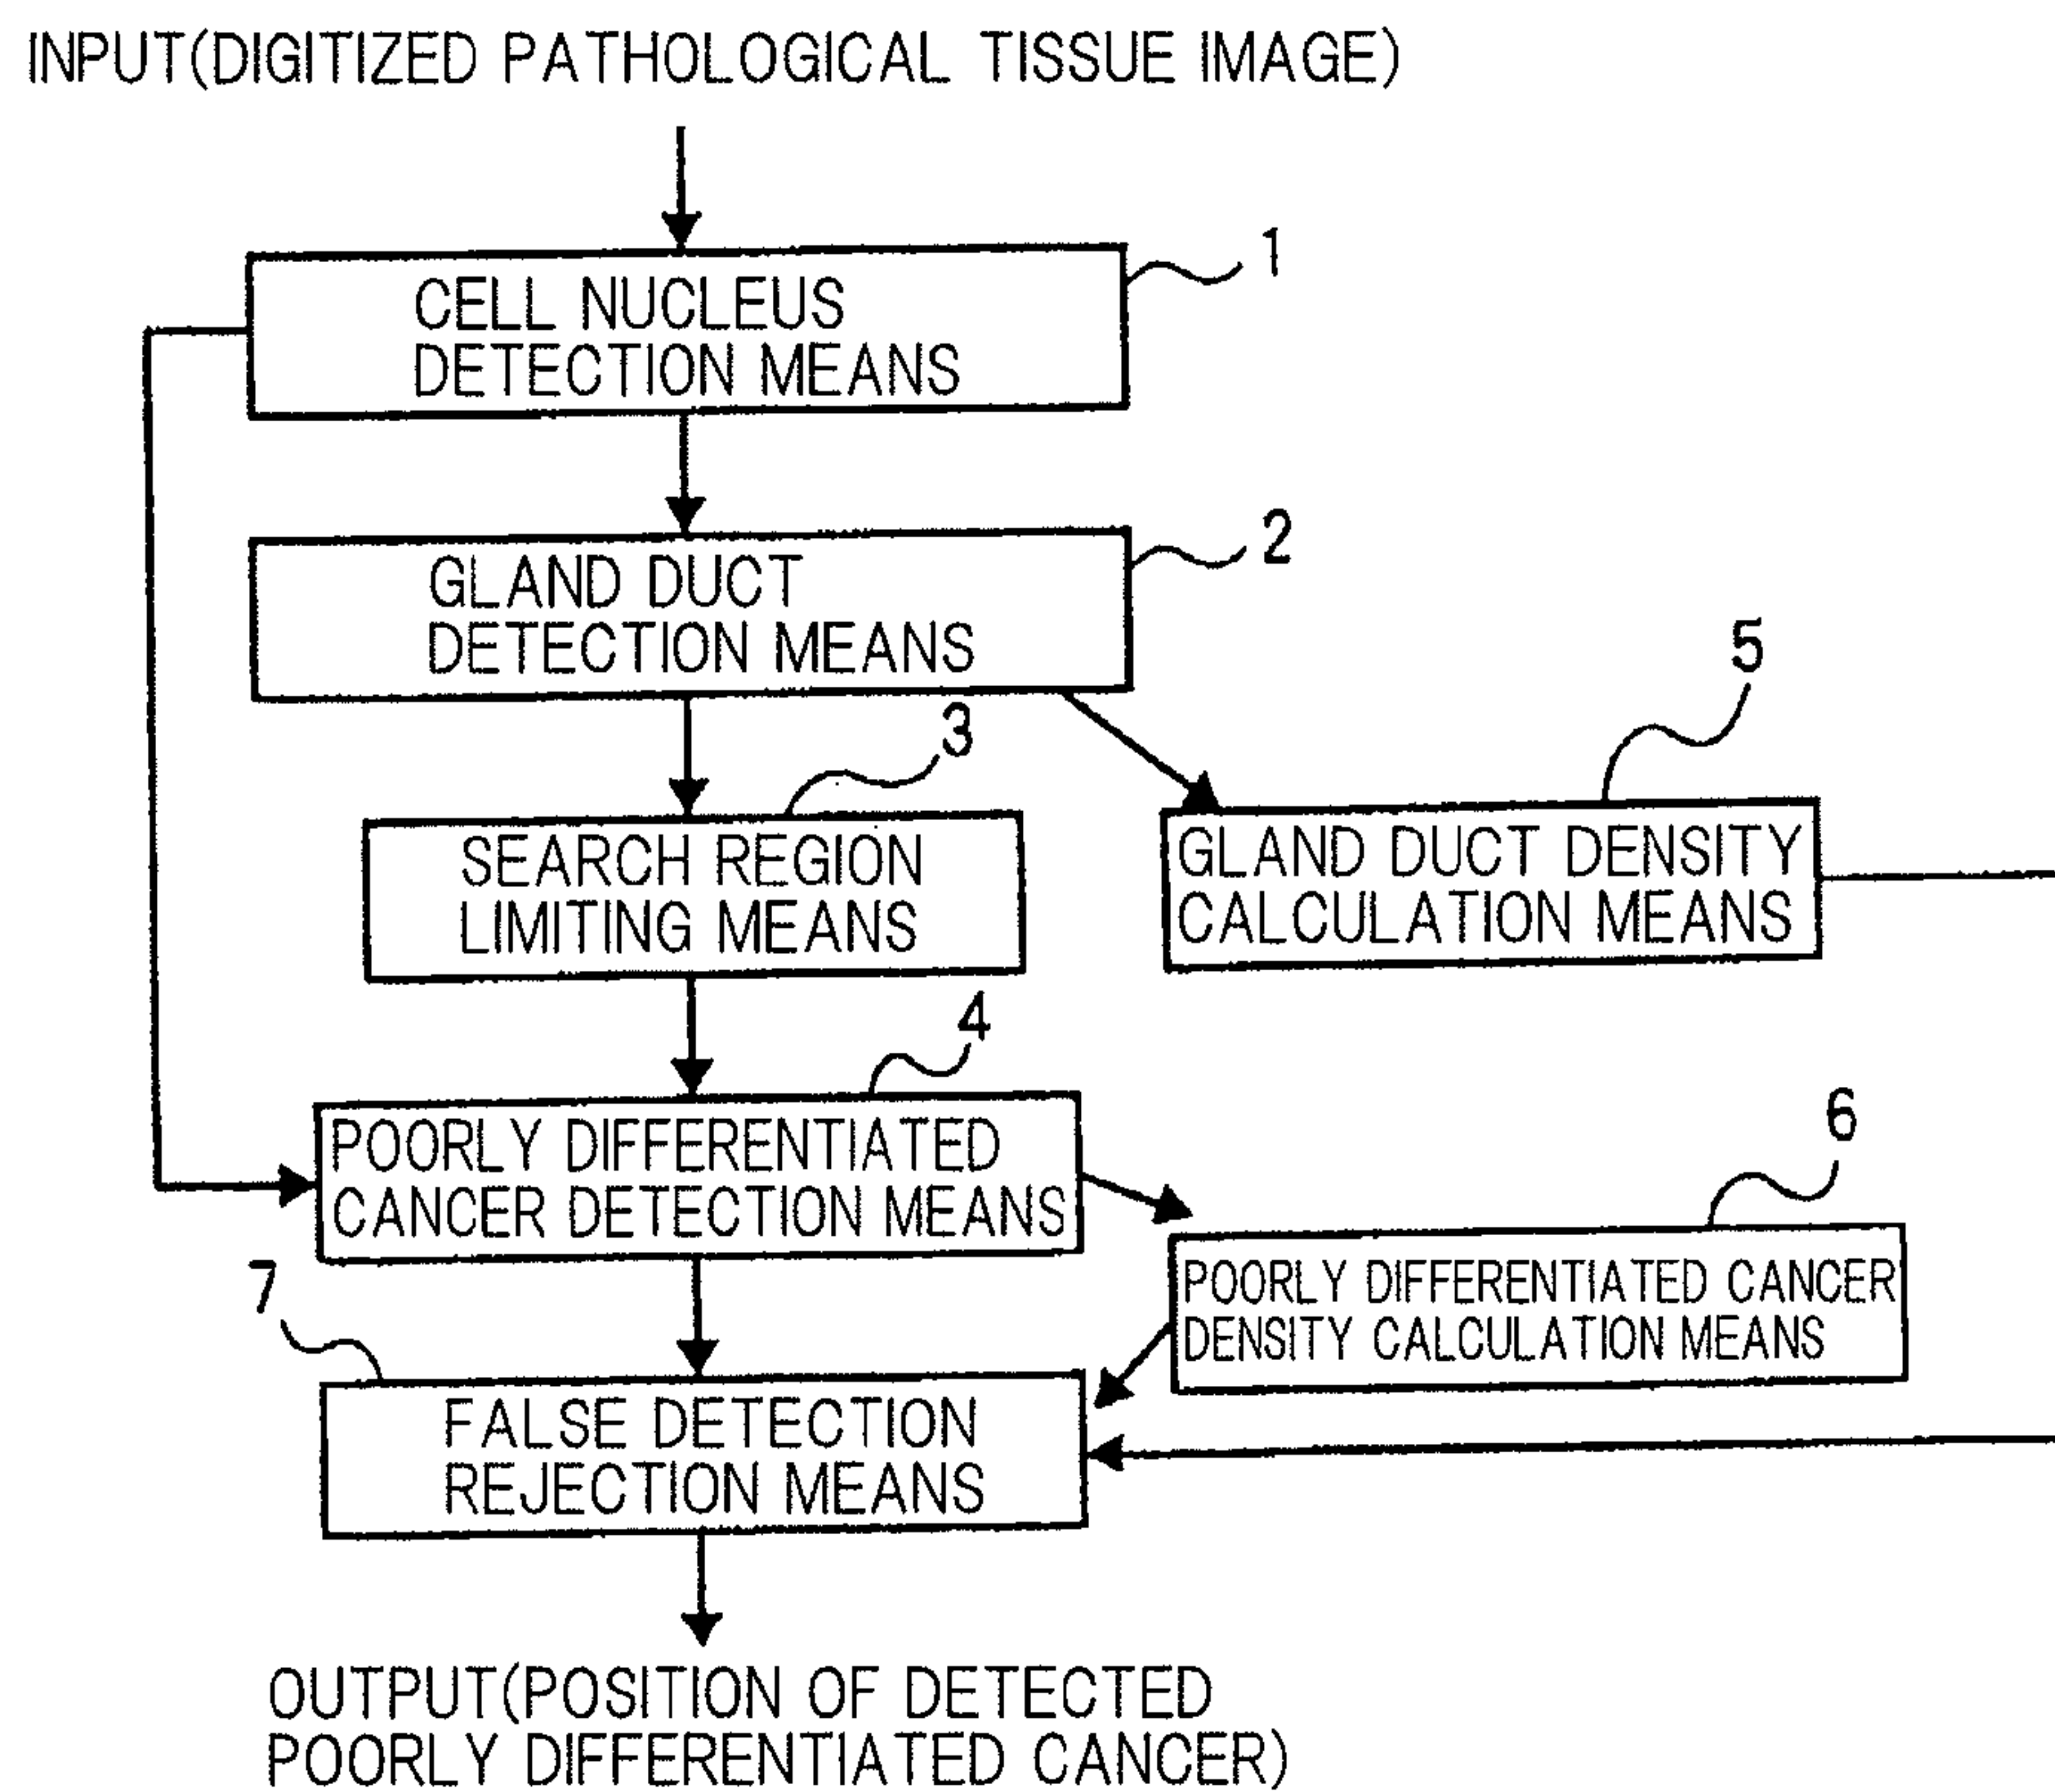 INPUT(DIGITIZED PATHOLOGICAL TISSUE IMAGE)
1
CELL NUCLEUS
DETECTION MEANS
2
GLAND DUCT
DETECTION MEANS
3
SEARCH REGION
LIMITING MEANS
5
GLAND DUCT DENSITY
CALCULATION MEANS
4
POORLY DIFFERENTIATED
CANCER DETECTION MEANS
6
POORLY DIFFERENTIATED CANCER
DENSITY CALCULATION MEANS
7
FALSE DETECTION
REJECTION MEANS
OUTPUT(POSITION OF DETECTED
POORLY DIFFERENTIATED CANCER)